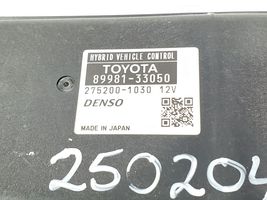 HYBRID VEHICLE CONTROL
TOYOTA
89981-33050
275200-1030 12V
DENSO
MADE IN JAPAN
250204